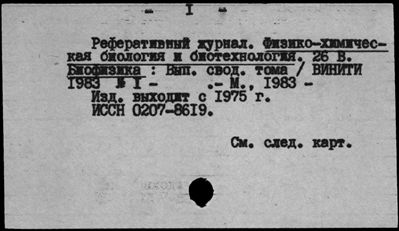 - I -
Реферативный журнал. Физико-химичес-
кая биология и биотехнология. 26 В.
Биофизика : Вып. свод. тома / ВИНИТИ
1983 № I - .- М., 1983 -
Изд. выходит с 1975 г.
ИССН 0207-8619.
См. след. карт.